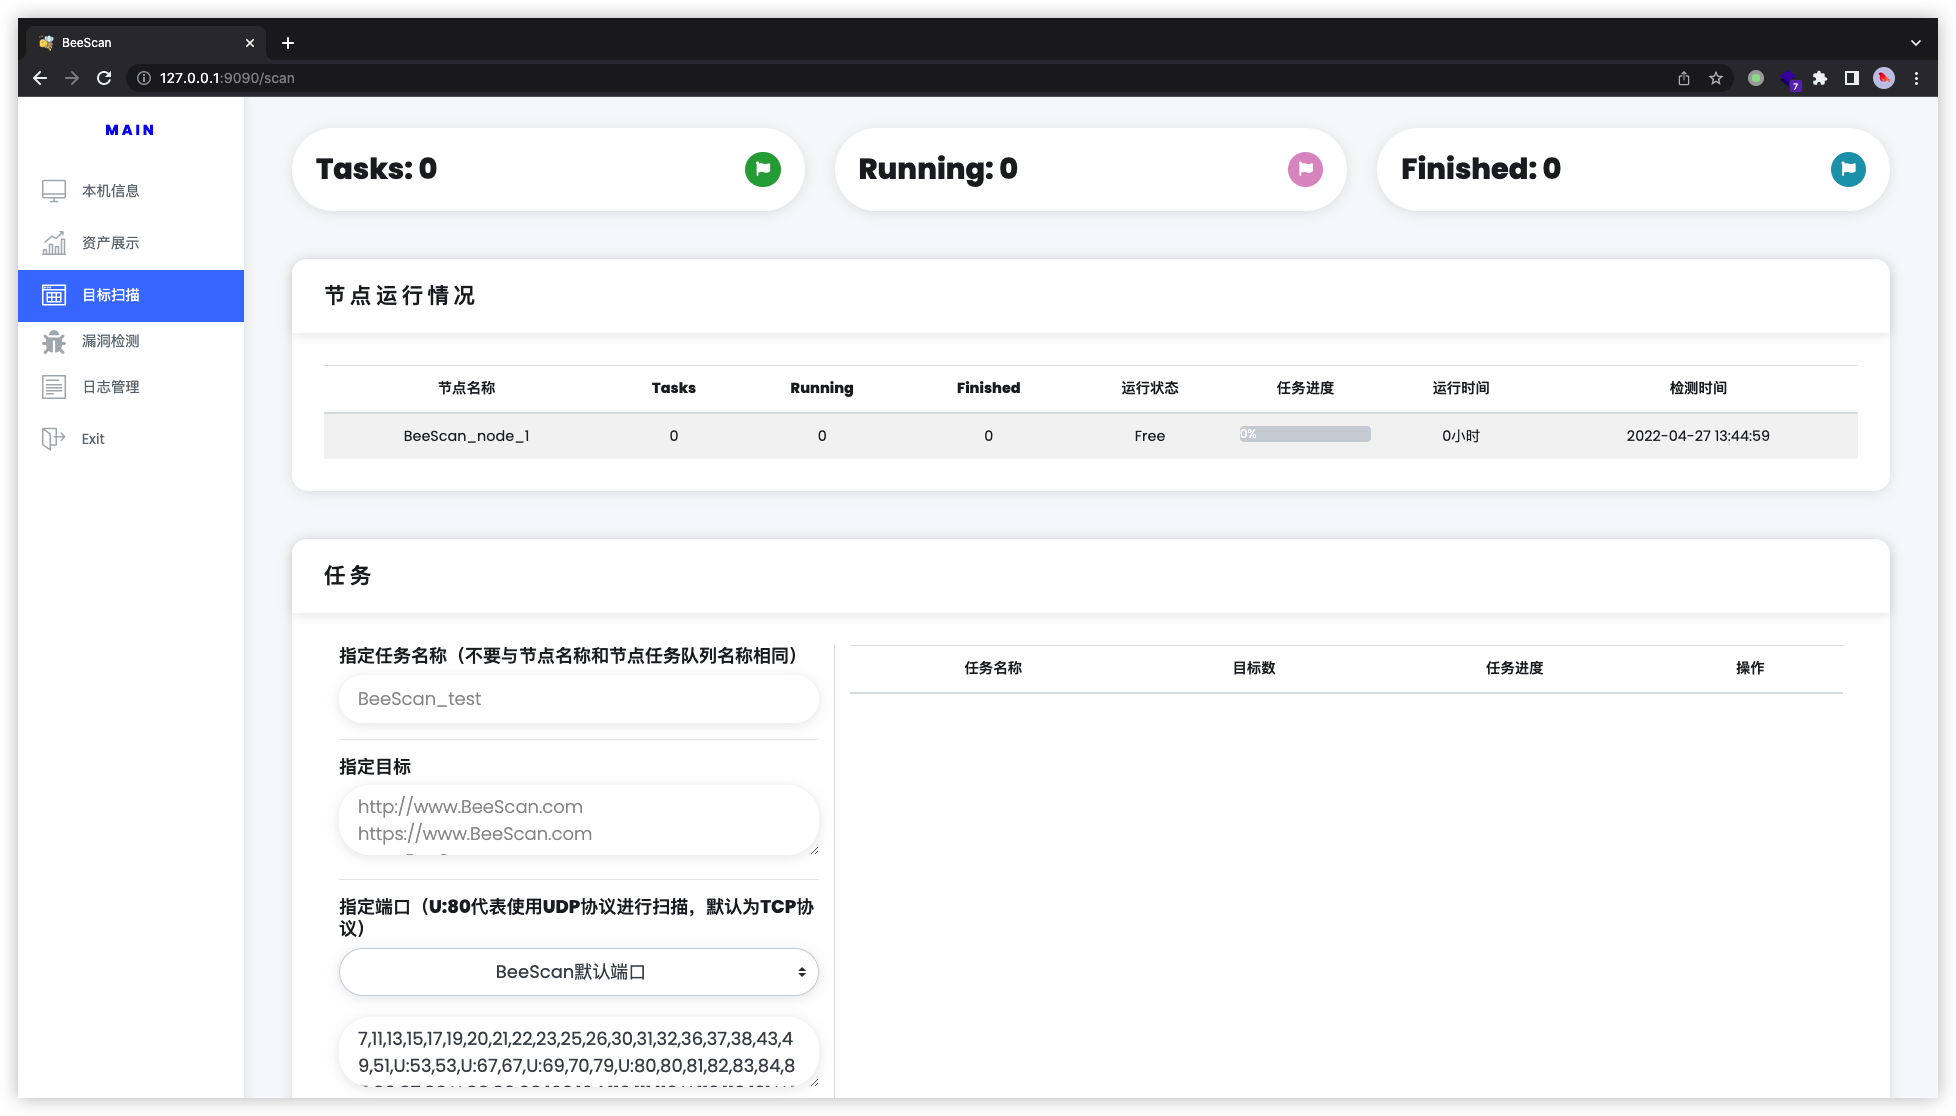 BeeScan
127.0.0.1:9090/scan
7
MAIN
本机信息
资产展示
目标扫描
漏洞检测
日志管理
Exit
Tasks: 0
Running: 0
Finished: 0
节点运行情况
节点名称 Tasks Running Finished 运行状态 任务进度 运行时间 检测时间
BeeScan_node_1 0 0 0 Free 0% 0小时 2022-04-27 13:44:59
任务
指定任务名称（不要与节点名称和节点任务队列名称相同）
BeeScan_test
指定目标
http://www.BeeScan.com
https://www.BeeScan.com
指定端口（U:80代表使用UDP协议进行扫描，默认为TCP协
议）
BeeScan默认端口
7,11,13,15,17,19,20,21,22,23,25,26,30,31,32,36,37,38,43,4
9,51,U:53,53,U:67,67,U:69,70,79,U:80,80,81,82,83,84,8
任务名称 目标数 任务进度 操作